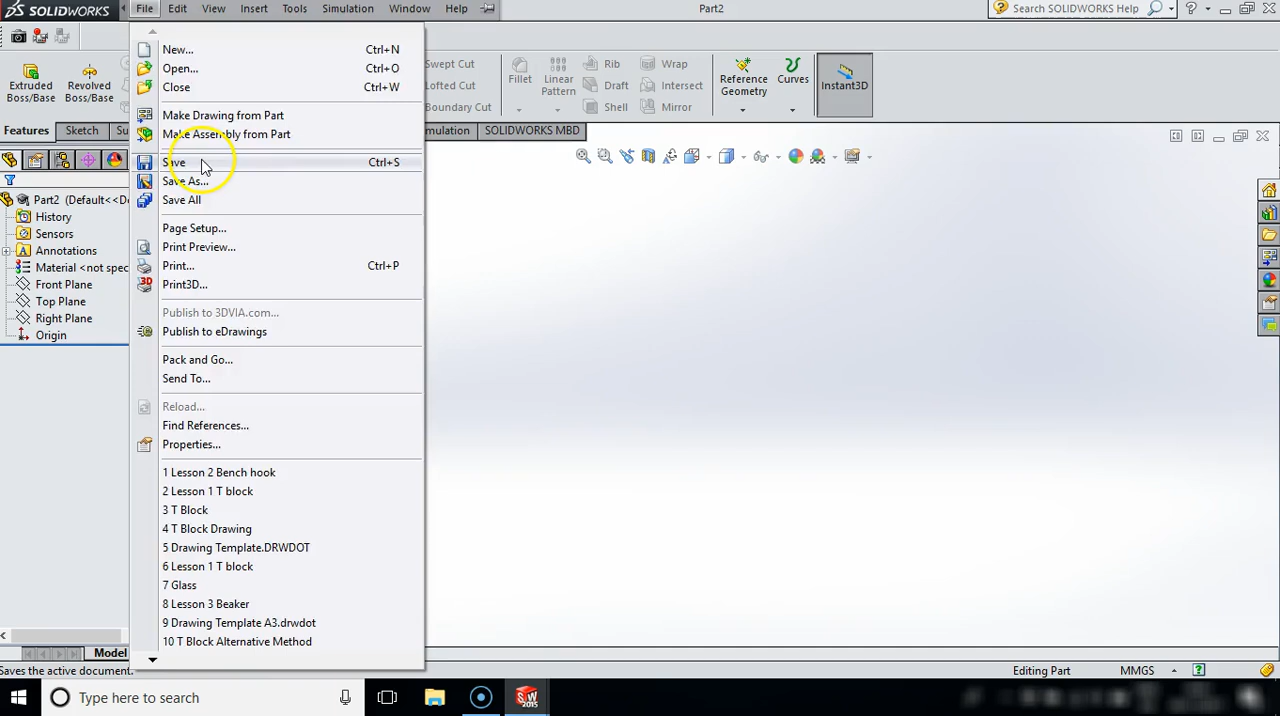 SOLIDWORKS File Edit View Insert Tools Simulation Window Help Part2 Search SOLIDWORKS Help
Extruded Boss/Base
Revolved Boss/Base
Swept Cut
Lofted Cut
Boundary Cut
Fillet
Linear Pattern
Rib
Draft
Shell
Wrap
Intersect
Mirror
Reference Geometry
Curves
Instant3D
Features Sketch Su mulation SOLIDWORKS MBD
New... Ctrl+N
Open... Ctrl+O
Close Ctrl+W
Make Drawing from Part
Make Assembly from Part
Save Ctrl+S
Save As...
Save All
Page Setup...
Print Preview...
Print... Ctrl+P
Print3D...
Publish to 3DVIA.com...
Publish to eDrawings
Pack and Go...
Send To...
Reload...
Find References...
Properties...
1 Lesson 2 Bench hook
2 Lesson 1 T block
3 T Block
4 T Block Drawing
5 Drawing Template.DRWDOT
6 Lesson 1 T block
7 Glass
8 Lesson 3 Beaker
9 Drawing Template A3.drwdot
10 T Block Alternative Method
Part2 (Default<<D
History
Sensors
Annotations
Material <not spec
Front Plane
Top Plane
Right Plane
Origin
Model
Saves the active document. Editing Part MMGS
Type here to search
SW 2015